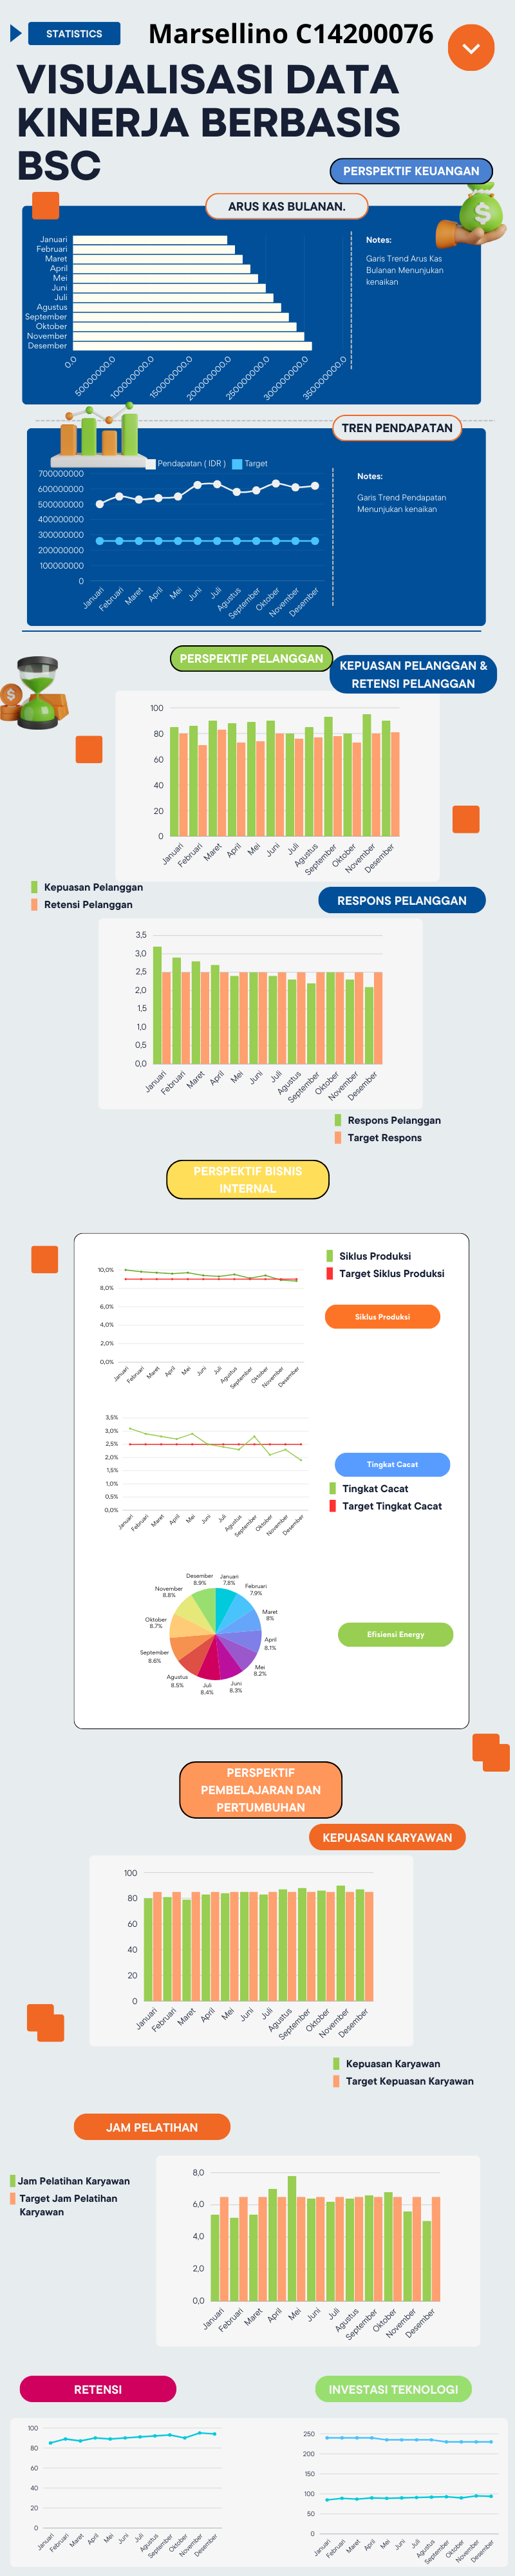 STATISTICS
Marsellino C14200076
VISUALISASI DATA
KINERJA BERBASIS
BSC
PERSPEKTIF KEUANGAN
ARUS KAS BULANAN.
Januari
Februari
Maret
April
Mei
Juni
Juli
Agustus
September
Oktober
November
Desember
0.0
50000000.0
100000000.0
150000000.0
200000000.0
250000000.0
300000000.0
350000000.0
Notes:
Garis Trend Arus Kas
Bulanan Menunjukan
kenaikan
TREN PENDAPATAN
Pendapatan ( IDR )
Target
700000000
600000000
500000000
400000000
300000000
200000000
100000000
0
Januari
Februari
Maret
April
Mei
Juni
Juli
Agustus
September
Oktober
November
Desember
Notes:
Garis Trend Pendapatan
Menunjukan kenaikan
PERSPEKTIF PELANGGAN
KEPUASAN PELANGGAN &
RETENSI PELANGGAN
100
80
60
40
20
0
Januari
Februari
Maret
April
Mei
Juni
Juli
Agustus
September
Oktober
November
Desember
Kepuasan Pelanggan
Retensi Pelanggan
RESPONS PELANGGAN
3,5
3,0
2,5
2,0
1,5
1,0
0,5
0,0
Januari
Februari
Maret
April
Mei
Juni
Juli
Agustus
September
Oktober
November
Desember
Respons Pelanggan
Target Respons
PERSPEKTIF BISNIS
INTERNAL
Siklus Produksi
Target Siklus Produksi
10,0%
8,0%
6,0%
4,0%
2,0%
0,0%
Januari
Februari
Maret
April
Mei
Juni
Juli
Agustus
September
Oktober
November
Desember
Siklus Produksi
3,5%
3,0%
2,5%
2,0%
1,5%
1,0%
0,5%
0,0%
Januari
Februari
Maret
April
Mei
Juni
Juli
Agustus
September
Oktober
November
Desember
Tingkat Cacat
Tingkat Cacat
Target Tingkat Cacat
Januari
7.8%
Februari
7.9%
Maret
8%
April
8.1%
Mei
8.2%
Juni
8.3%
Juli
8.4%
Agustus
8.5%
September
8.6%
Oktober
8.7%
November
8.8%
Desember
8.9%
Efisiensi Energy
PERSPEKTIF
PEMBELAJARAN DAN
PERTUMBUHAN
KEPUASAN KARYAWAN
100
80
60
40
20
0
Januari
Februari
Maret
April
Mei
Juni
Juli
Agustus
September
Oktober
November
Desember
Kepuasan Karyawan
Target Kepuasan Karyawan
JAM PELATIHAN
Jam Pelatihan Karyawan
Target Jam Pelatihan
Karyawan
8,0
6,0
4,0
2,0
0,0
Januari
Februari
Maret
April
Mei
Juni
Juli
Agustus
September
Oktober
November
Desember
RETENSI
100
80
60
40
20
0
Januari
Februari
Maret
April
Mei
Juni
Juli
Agustus
September
Oktober
November
Desember
INVESTASI TEKNOLOGI
250
200
150
100
50
0
Januari
Februari
Maret
April
Mei
Juni
Juli
Agustus
September
Oktober
November
Desember